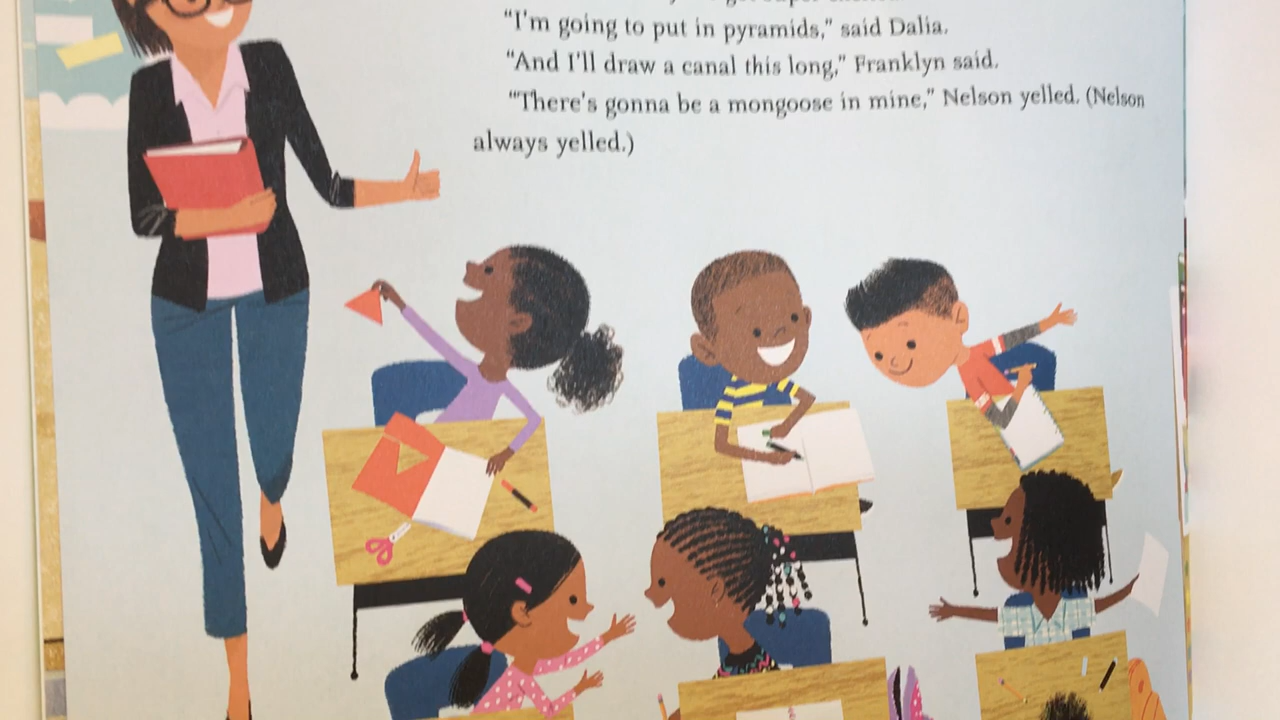 “I’m going to put in pyramids,” said Dalia.
“And I’ll draw a canal this long,” Franklyn said.
“There’s gonna be a mongoose in mine,” Nelson yelled. (Nelson
always yelled.)